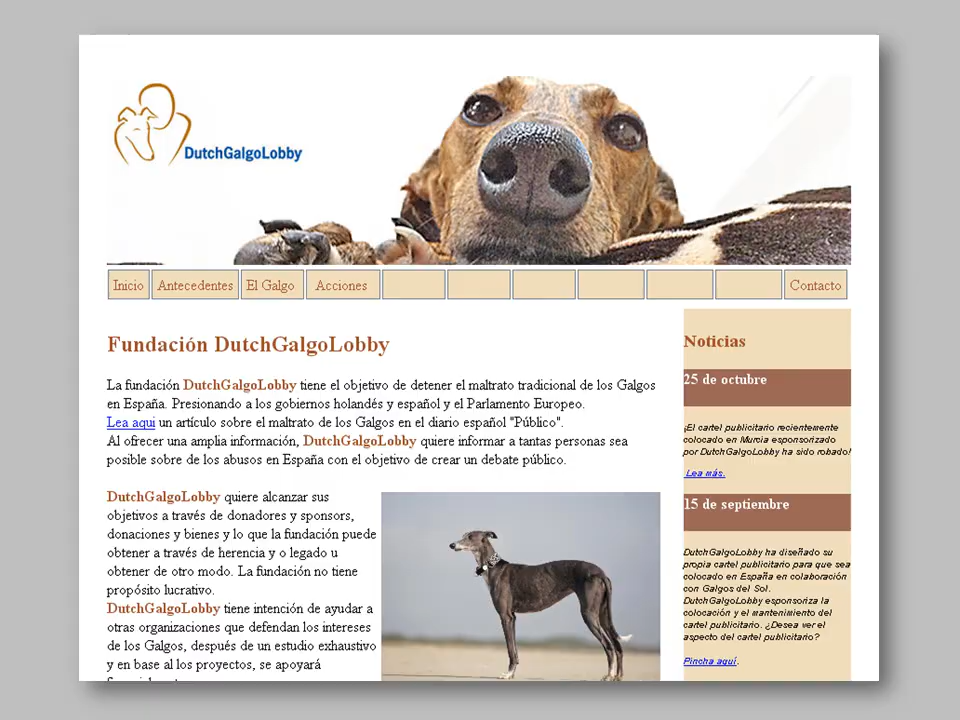 DutchGalgoLobby
Inicio Antecedentes El Galgo Acciones Contacto
Fundación DutchGalgoLobby
La fundación DutchGalgoLobby tiene el objetivo de detener el maltrato tradicional de los Galgos
en España. Presionando a los gobiernos holandés y español y el Parlamento Europeo.
Lea aqui un artículo sobre el maltrato de los Galgos en el diario español "Público".
Al ofrecer una amplia información, DutchGalgoLobby quiere informar a tantas personas sea
posible sobre de los abusos en España con el objetivo de crear un debate público.
DutchGalgoLobby quiere alcanzar sus
objetivos a través de donadores y sponsors,
donaciones y bienes y lo que la fundación puede
obtener a través de herencia y o legado u
obtener de otro modo. La fundación no tiene
propósito lucrativo.
DutchGalgoLobby tiene intención de ayudar a
otras organizaciones que defendan los intereses
de los Galgos, después de un estudio exhaustivo
y en base al los proyectos, se apoyará
Noticias
25 de octubre
¡El cartel publicitario recientemente
colocado en Murcia esponsorizado
por DutchGalgoLobby ha sido robado!
Lea más.
15 de septiembre
DutchGalgoLobby ha diseñado su
propia cartel publicitario para que sea
colocado en España en colaboración
con Galgos del Sol.
DutchGalgoLobby esponsoriza la
colocación y el mantenimiento del
cartel publicitario. ¿Desea ver el
aspecto del cartel publicitario?
Pincha aquí.